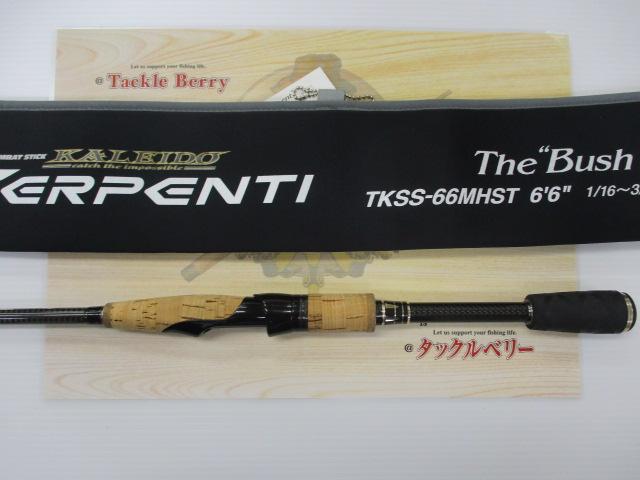 Let us support your fishing life.
@ Tackle Berry
COMBAT STICK KALEIDO
catch the impossible
The "Bush
ERPENTI TKSS-66MHST 6'6" 1/16~3
Let us support your fishing life.
@ タックルベリー